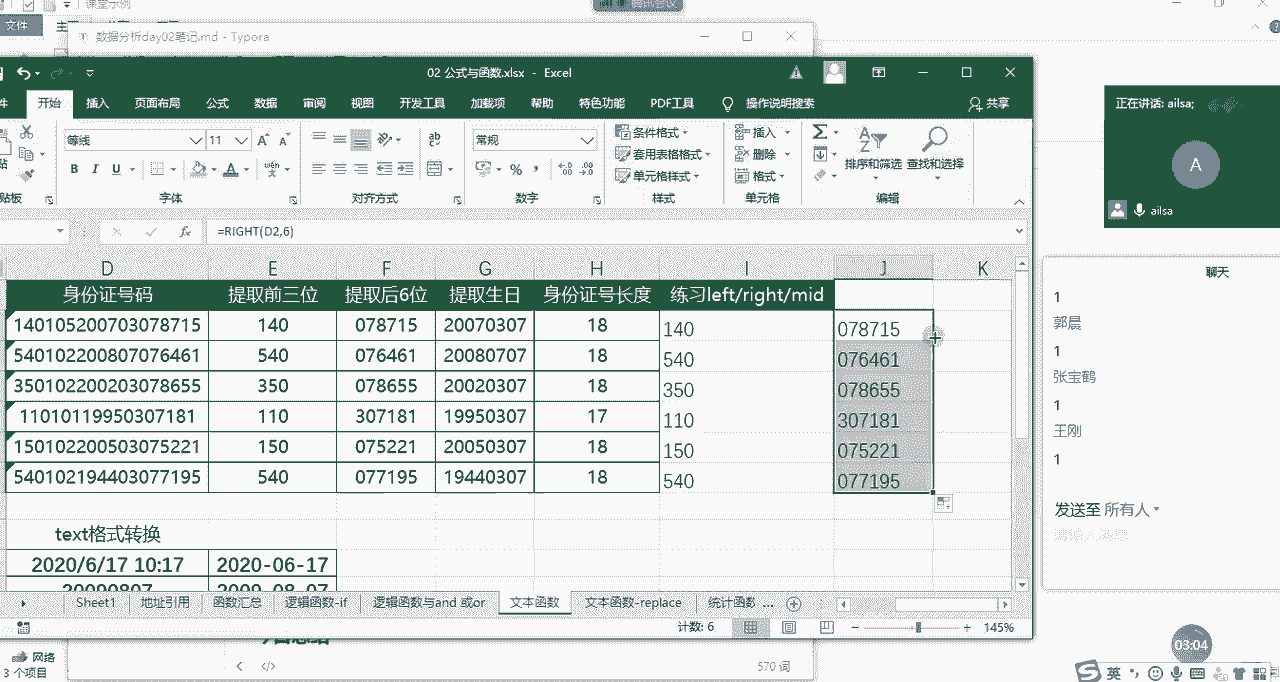 课堂示例
腾讯会议
文件
数据分析day02笔记.md - Typora
02 公式与函数.xlsx - Excel
件 开始 插入 页面布局 公式 数据 审阅 视图 开发工具 加载项 帮助 特色功能 PDF工具 操作说明搜索 共享
等线 11 常规
条件格式 套用表格格式 单元格样式
插入 删除 格式
排序和筛选 查找和选择
贴板 字体 对齐方式 数字 样式 单元格 编辑
=RIGHT(D2,6)
D E F G H I J K
身份证号码 提取前三位 提取后6位 提取生日 身份证号长度 练习left/right/mid
140105200703078715 140 078715 20070307 18 140 078715
540102200807076461 540 076461 20080707 18 540 076461
350102200203078655 350 078655 20020307 18 350 078655
11010119950307181 110 307181 19950307 17 110 307181
150102200503075221 150 075221 20050307 18 150 075221
540102194403077195 540 077195 19440307 18 540 077195
text格式转换
2020/6/17 10:17 2020-06-17
20090807 2009-08-07
Sheet1 地址引用 函数汇总 逻辑函数-if 逻辑函数与and 或or 文本函数 文本函数-replace 统计函数 ...
计数: 6 145%
570 词
网络
3 个项目
正在讲话: ailsa;
A
ailsa
聊天
1
郭晨
1
张宝鹤
1
王刚
1
发送至 所有人
请输入消息
03:04
英